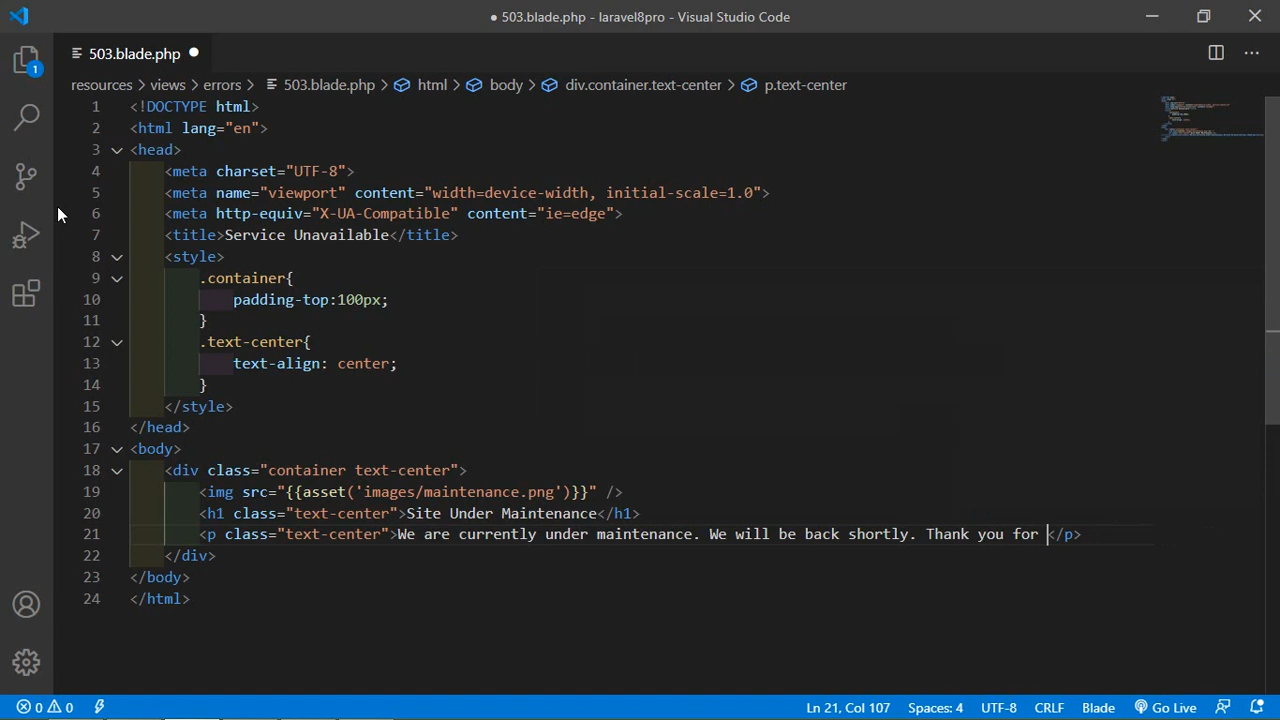 ● 503.blade.php - laravel8pro - Visual Studio Code
503.blade.php ●
resources > views > errors > 503.blade.php > html > body > div.container.text-center > p.text-center
1 <!DOCTYPE html>
2 <html lang="en">
3 <head>
4 <meta charset="UTF-8">
5 <meta name="viewport" content="width=device-width, initial-scale=1.0">
6 <meta http-equiv="X-UA-Compatible" content="ie=edge">
7 <title>Service Unavailable</title>
8 <style>
9 .container{
10 padding-top:100px;
11 }
12 .text-center{
13 text-align: center;
14 }
15 </style>
16 </head>
17 <body>
18 <div class="container text-center">
19 <img src="{{asset('images/maintenance.png')}}" />
20 <h1 class="text-center">Site Under Maintenance</h1>
21 <p class="text-center">We are currently under maintenance. We will be back shortly. Thank you for </p>
22 </div>
23 </body>
24 </html>
1
0 0 Ln 21, Col 107 Spaces: 4 UTF-8 CRLF Blade Go Live